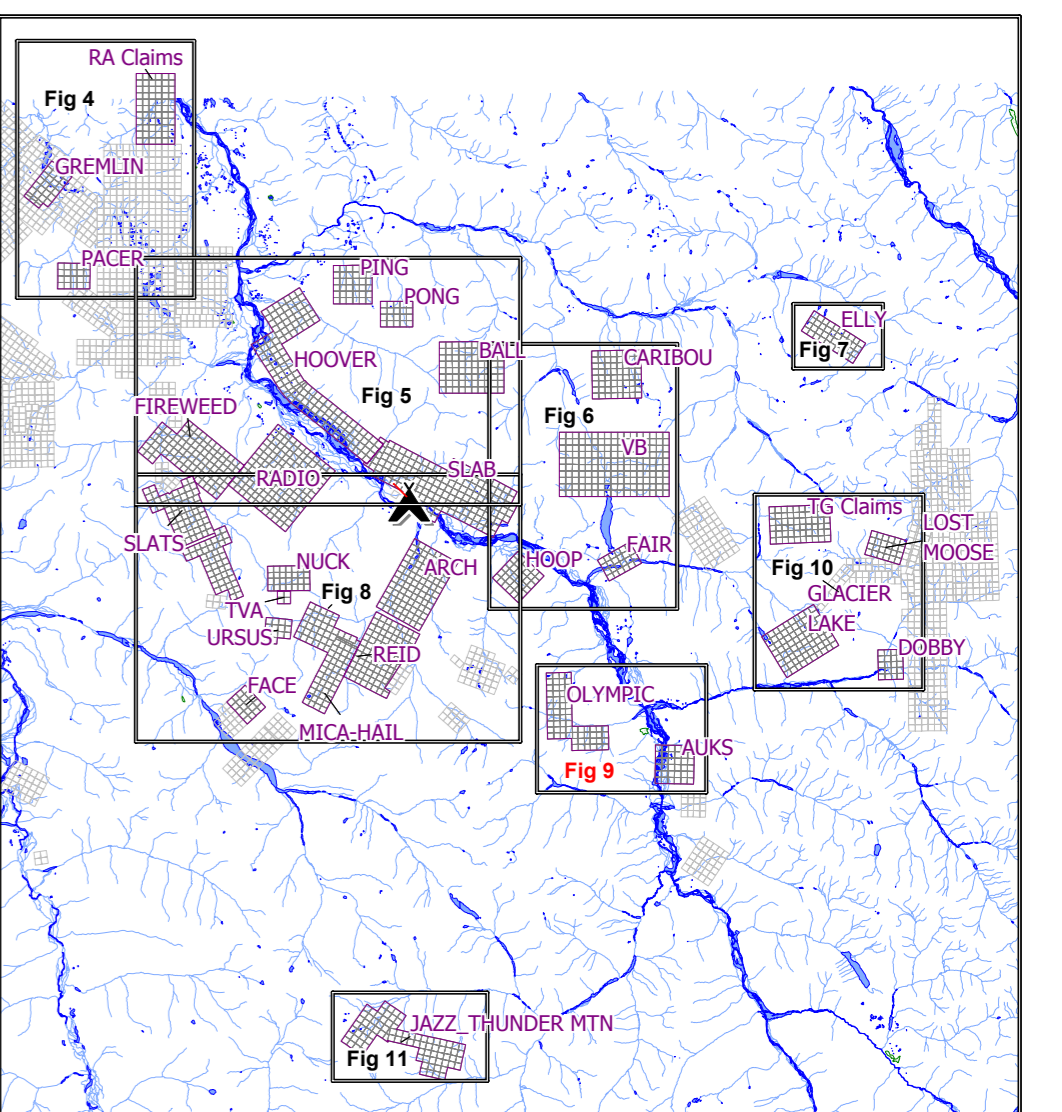 RA Claims
Fig 4
GREMLIN
PACER
PING
PONG
HOOVER
BALL
Fig 5
FIREWEED
RADIO
SLAB
CARIBOU
Fig 6
VB
ELLY
Fig 7
SLATS
NUCK
Fig 8
ARCH
TVA
URSUS
REID
FACE
MICA-HAIL
HOOP
FAIR
TG Claims
LOST
MOOSE
Fig 10
GLACIER
LAKE
DOBBY
OLYMPIC
AUKS
Fig 9
JAZZ_THUNDER MTN
Fig 11